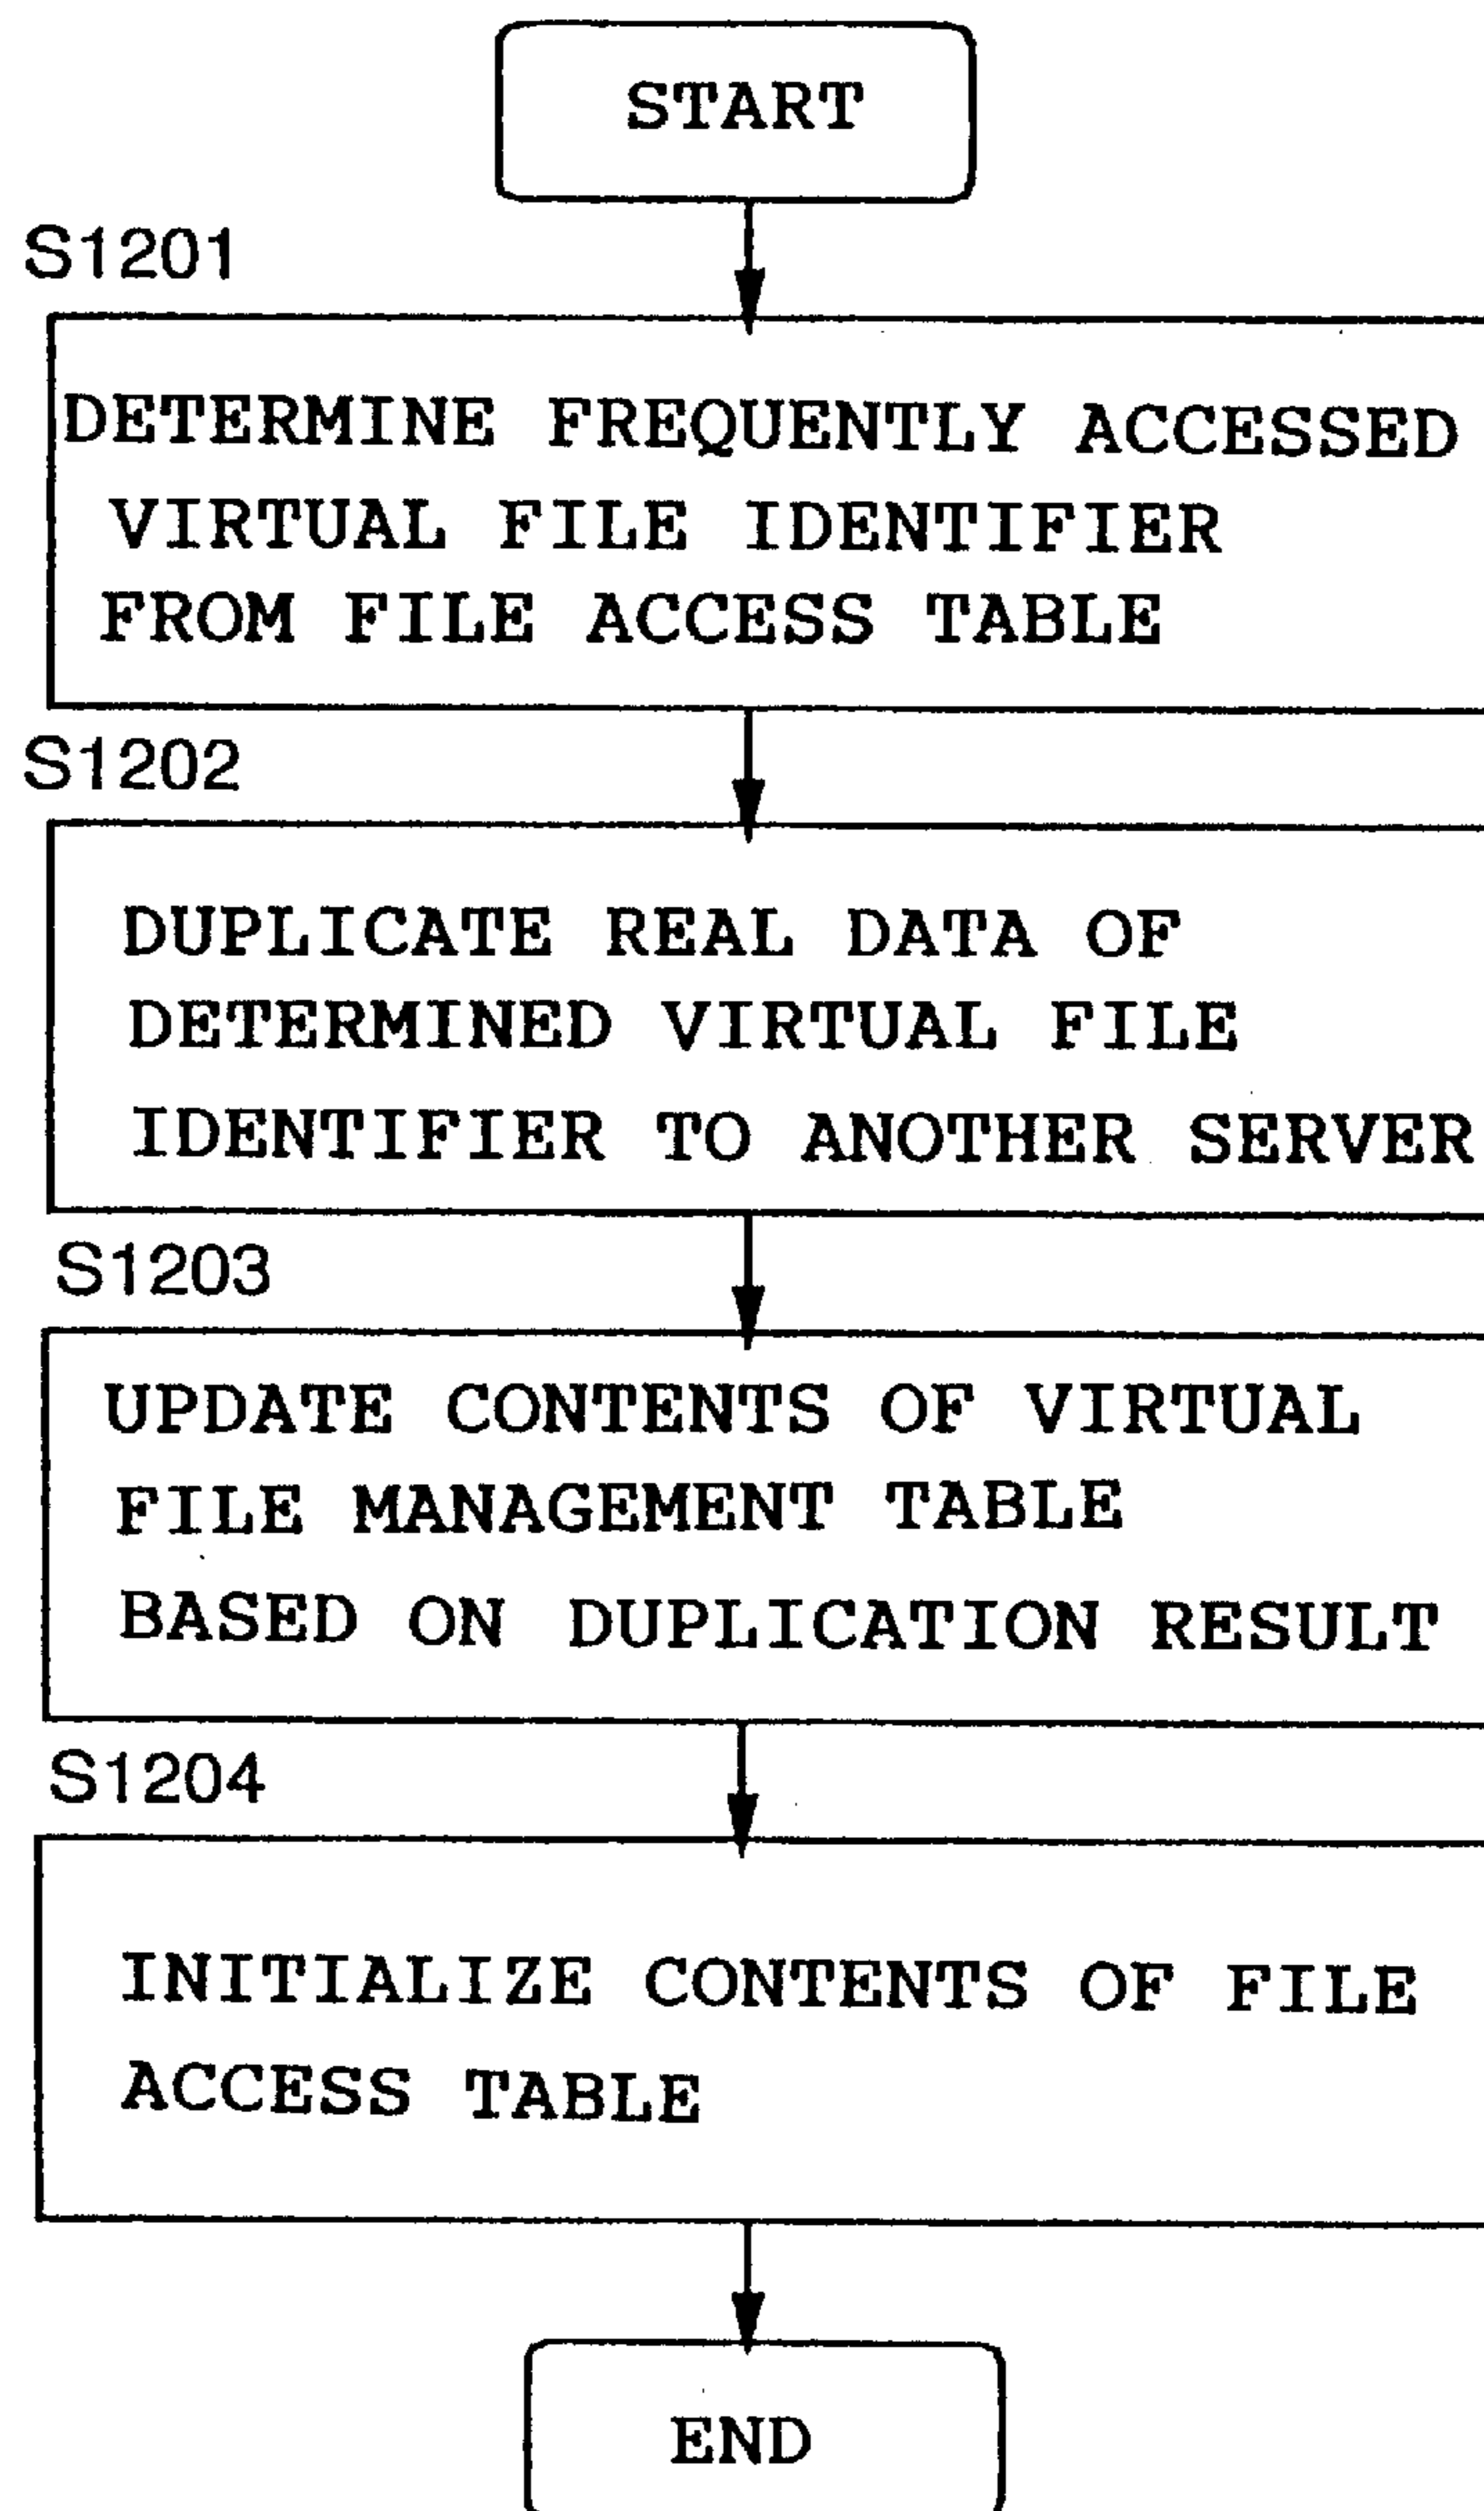 START
S1201
DETERMINE FREQUENTLY ACCESSED
VIRTUAL FILE IDENTIFIER
FROM FILE ACCESS TABLE
S1202
DUPLICATE REAL DATA OF
DETERMINED VIRTUAL FILE
IDENTIFIER TO ANOTHER SERVER
S1203
UPDATE CONTENTS OF VIRTUAL
FILE MANAGEMENT TABLE
BASED ON DUPLICATION RESULT
S1204
INITIALIZE CONTENTS OF FILE
ACCESS TABLE
END